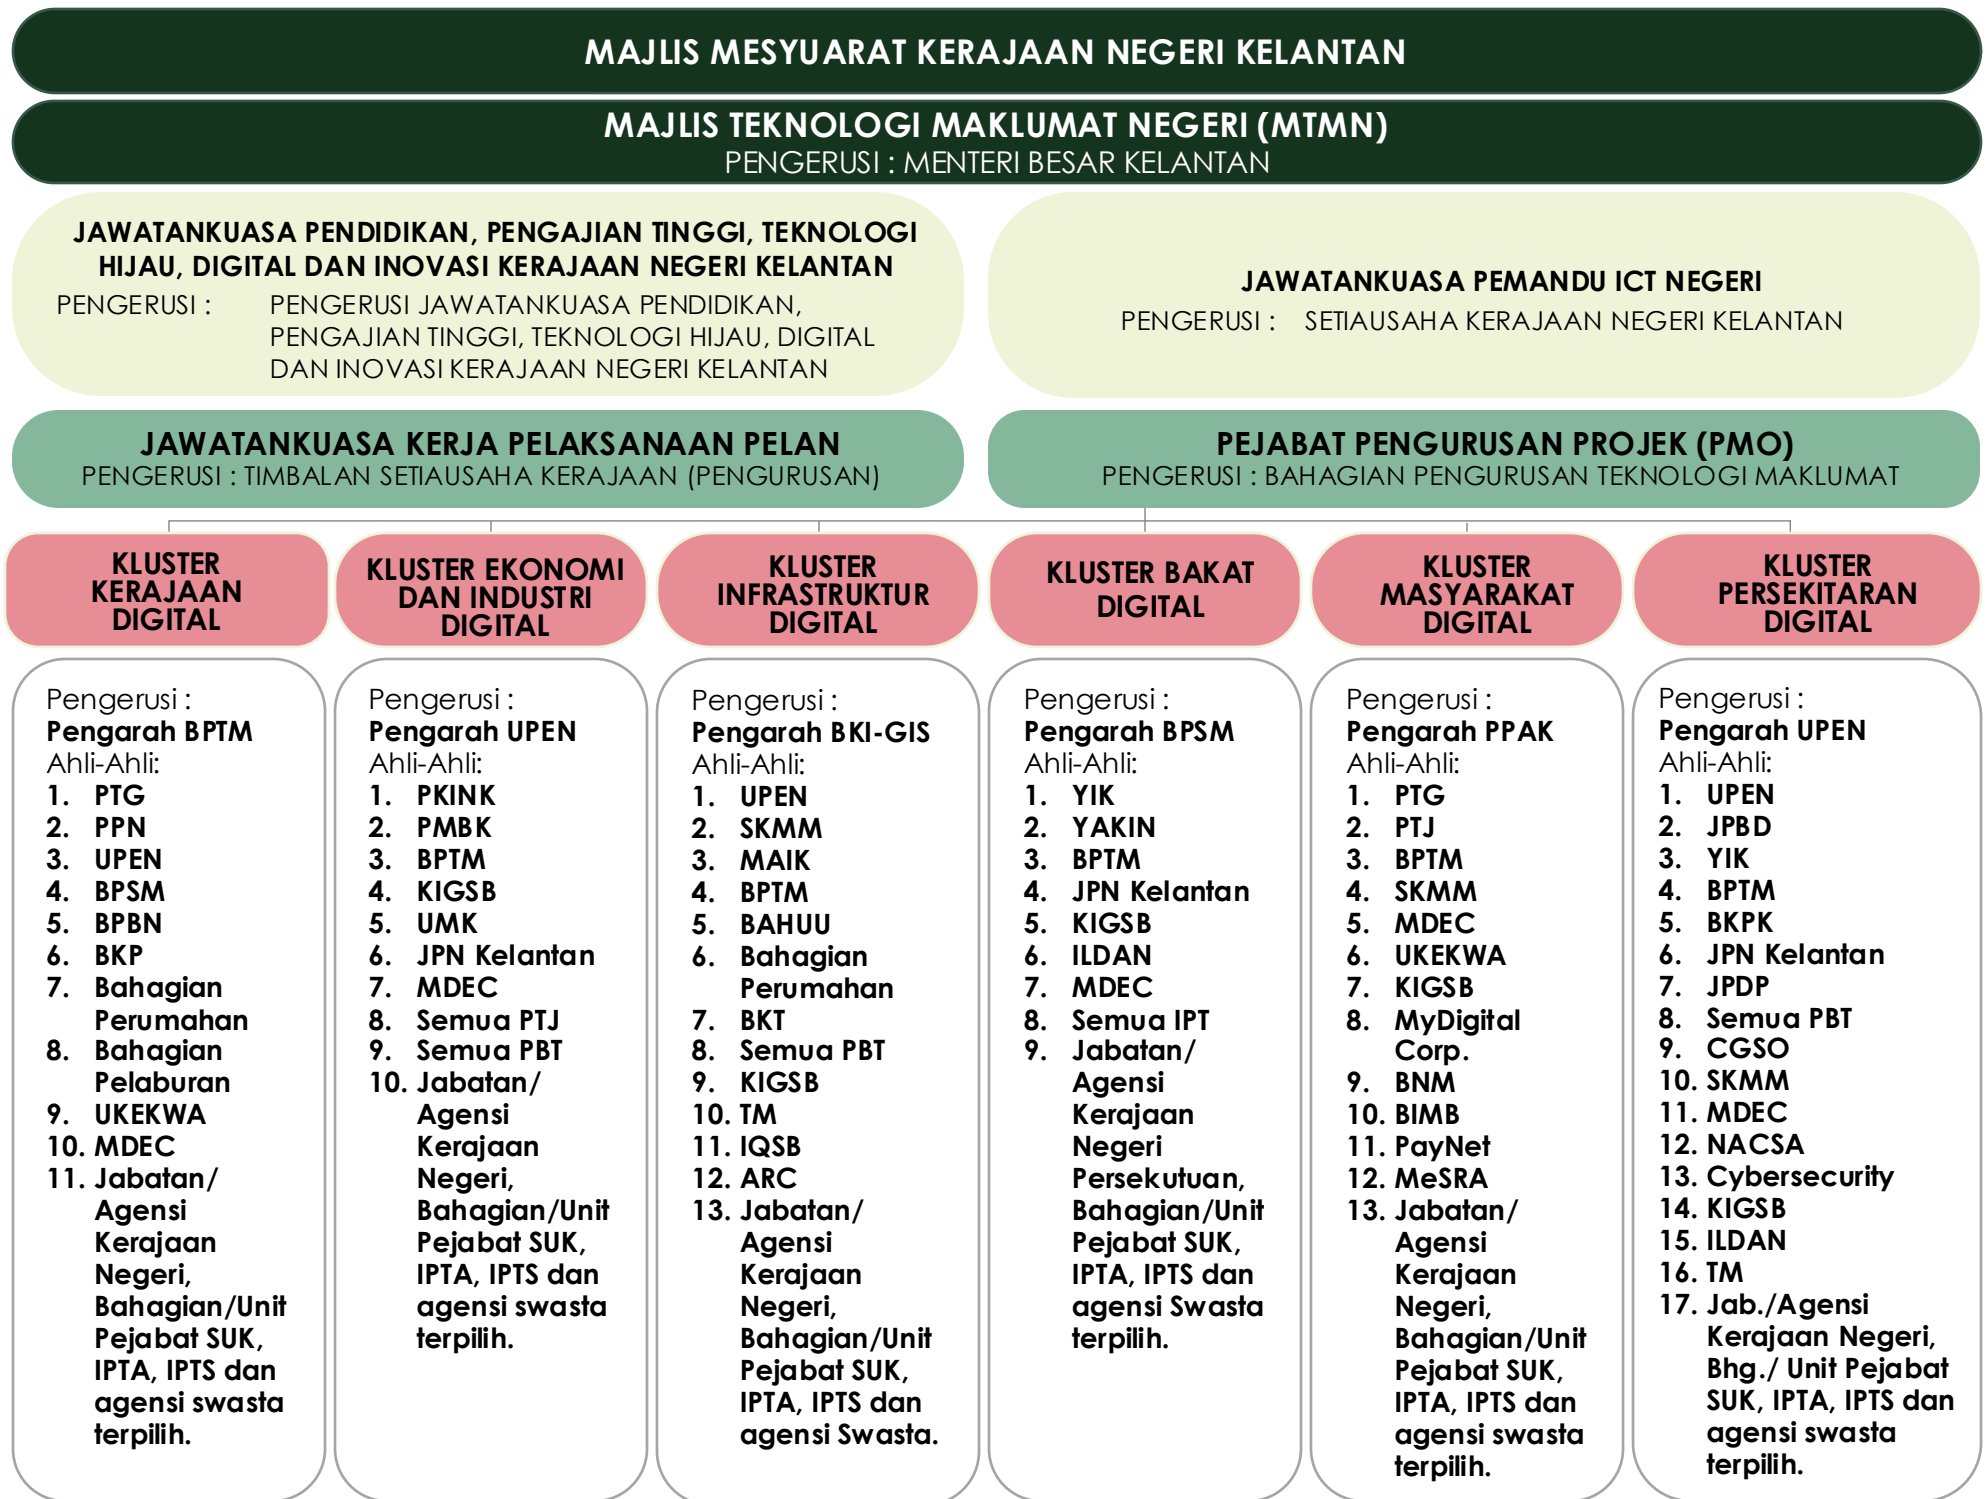 MAJLIS MESYUARAT KERAJAAN NEGERI KELANTAN
MAJLIS TEKNOLOGI MAKLUMAT NEGERI (MTMN)
PENGERUSI : MENTERI BESAR KELANTAN
JAWATANKUASA PENDIDIKAN, PENGAJIAN TINGGI, TEKNOLOGI
HIJAU, DIGITAL DAN INOVASI KERAJAAN NEGERI KELANTAN
PENGERUSI : PENGERUSI JAWATANKUASA PENDIDIKAN,
PENGAJIAN TINGGI, TEKNOLOGI HIJAU, DIGITAL
DAN INOVASI KERAJAAN NEGERI KELANTAN
JAWATANKUASA PEMANDU ICT NEGERI
PENGERUSI : SETIAUSAHA KERAJAAN NEGERI KELANTAN
JAWATANKUASA KERJA PELAKSANAAN PELAN
PENGERUSI : TIMBALAN SETIAUSAHA KERAJAAN (PENGURUSAN)
PEJABAT PENGURUSAN PROJEK (PMO)
PENGERUSI : BAHAGIAN PENGURUSAN TEKNOLOGI MAKLUMAT
KLUSTER
KERAJAAN
DIGITAL
Pengerusi :
Pengarah BPTM
Ahli-Ahli:
1. PTG
2. PPN
3. UPEN
4. BPSM
5. BPBN
6. BKP
7. Bahagian
Perumahan
8. Bahagian
Pelaburan
9. UKEKWA
10. MDEC
11. Jabatan/
Agensi
Kerajaan
Negeri,
Bahagian/Unit
Pejabat SUK,
IPTA, IPTS dan
agensi swasta
terpilih.
KLUSTER EKONOMI
DAN INDUSTRI
DIGITAL
Pengerusi :
Pengarah UPEN
Ahli-Ahli:
1. PKINK
2. PMBK
3. BPTM
4. KIGSB
5. UMK
6. JPN Kelantan
7. MDEC
8. Semua PTJ
9. Semua PBT
10. Jabatan/
Agensi
Kerajaan
Negeri,
Bahagian/Unit
Pejabat SUK,
IPTA, IPTS dan
agensi swasta
terpilih.
KLUSTER
INFRASTRUKTUR
DIGITAL
Pengerusi :
Pengarah BKI-GIS
Ahli-Ahli:
1. UPEN
2. SKMM
3. MAIK
4. BPTM
5. BAHUU
6. Bahagian
Perumahan
7. BKT
8. Semua PBT
9. KIGSB
10. TM
11. IQSB
12. ARC
13. Jabatan/
Agensi
Kerajaan
Negeri,
Bahagian/Unit
Pejabat SUK,
IPTA, IPTS dan
agensi Swasta.
KLUSTER BAKAT
DIGITAL
Pengerusi :
Pengarah BPSM
Ahli-Ahli:
1. YIK
2. YAKIN
3. BPTM
4. JPN Kelantan
5. KIGSB
6. ILDAN
7. MDEC
8. Semua IPT
9. Jabatan/
Agensi
Kerajaan
Negeri
Persekutuan,
Bahagian/Unit
Pejabat SUK,
IPTA, IPTS dan
agensi Swasta
terpilih.
KLUSTER
MASYARAKAT
DIGITAL
Pengerusi :
Pengarah PPAK
Ahli-Ahli:
1. PTG
2. PTJ
3. BPTM
4. SKMM
5. MDEC
6. UKEKWA
7. KIGSB
8. MyDigital
Corp.
9. BNM
10. BIMB
11. PayNet
12. MeSRA
13. Jabatan/
Agensi
Kerajaan
Negeri,
Bahagian/Unit
Pejabat SUK,
IPTA, IPTS dan
agensi swasta
terpilih.
KLUSTER
PERSEKITARAN
DIGITAL
Pengerusi :
Pengarah UPEN
Ahli-Ahli:
1. UPEN
2. JPBD
3. YIK
4. BPTM
5. BKPK
6. JPN Kelantan
7. JPDP
8. Semua PBT
9. CGSO
10. SKMM
11. MDEC
12. NACSA
13. Cybersecurity
14. KIGSB
15. ILDAN
16. TM
17. Jab./Agensi
Kerajaan Negeri,
Bhg./ Unit Pejabat
SUK, IPTA, IPTS dan
agensi swasta
terpilih.